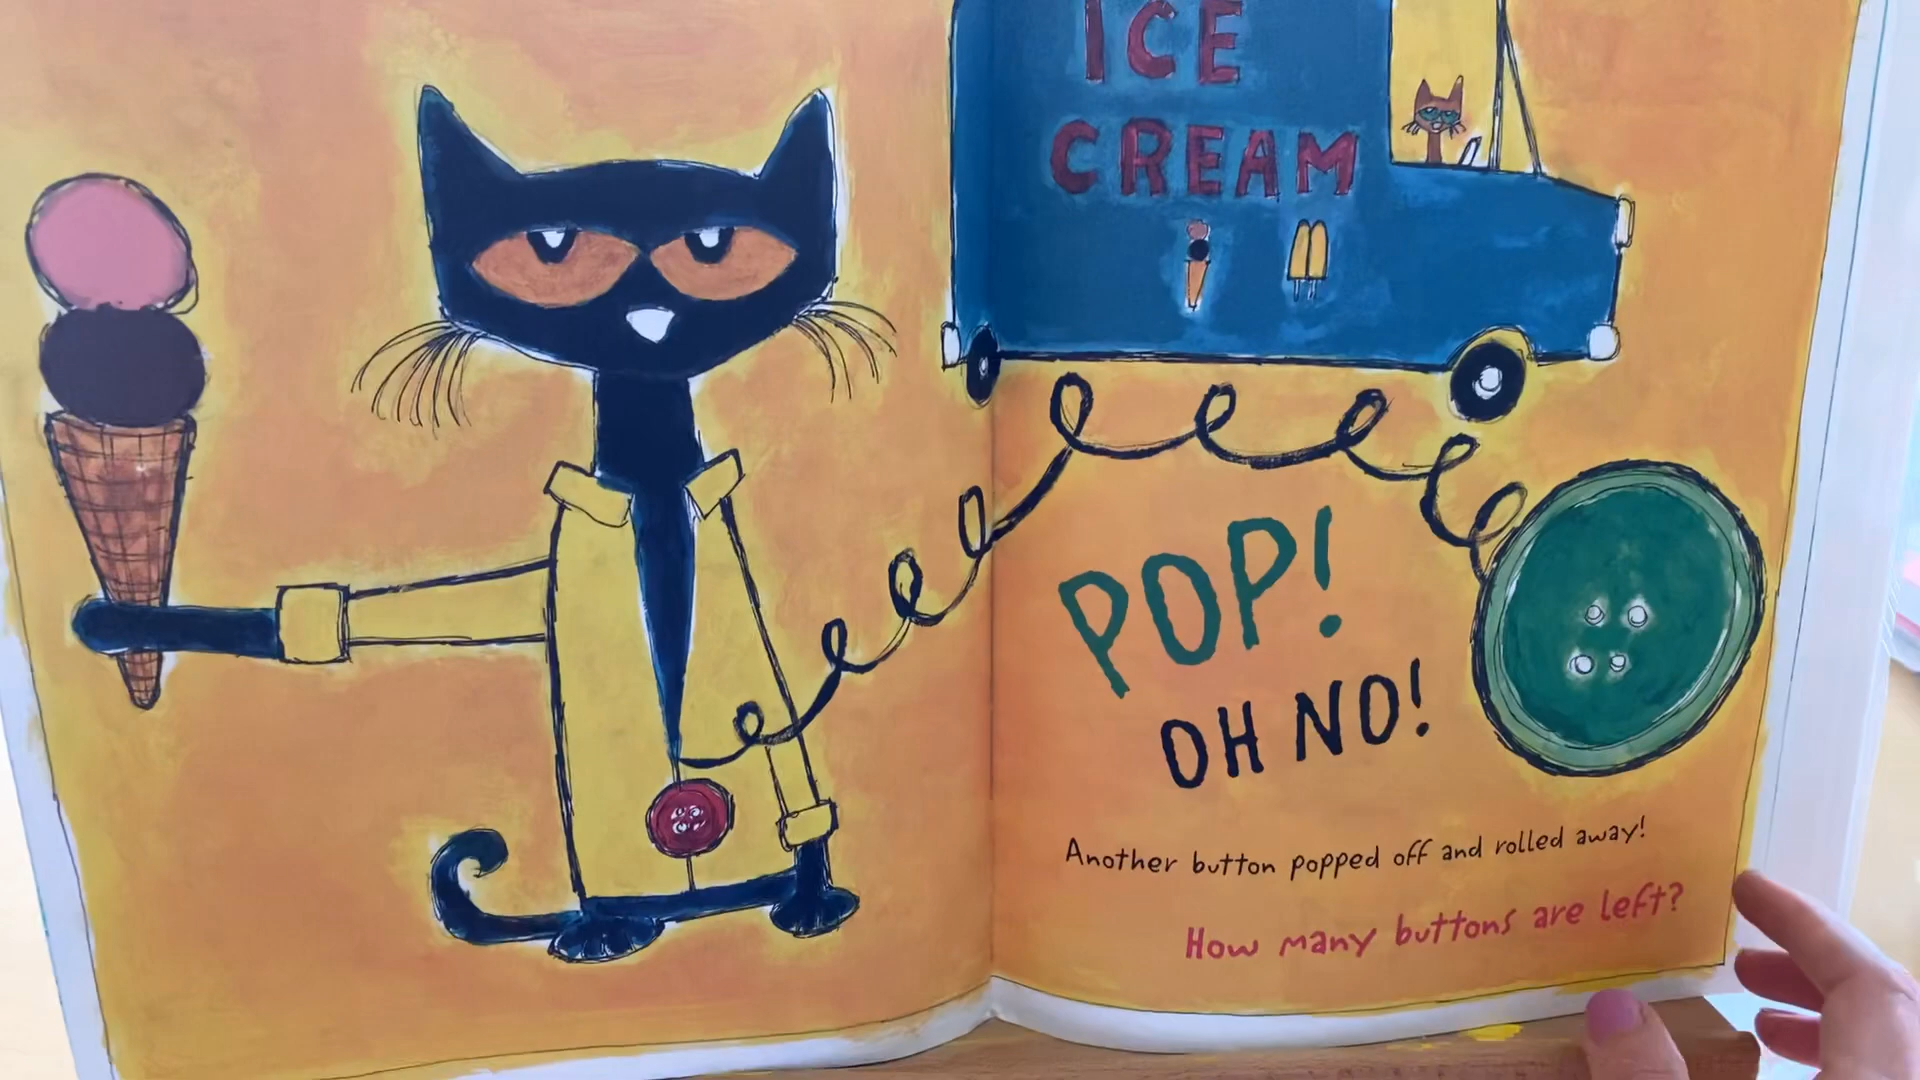 ICE
CREAM
POP!
OH NO!
Another button popped off and rolled away!
How many buttons are left?